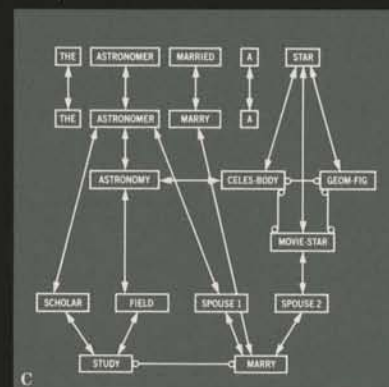 THE ASTRONOMER MARRIED A STAR
THE ASTRONOMER MARRY A
ASTRONOMY CELES-BODY GEOM-FIG
MOVIE-STAR
SCHOLAR FIELD SPOUSE 1 SPOUSE 2
STUDY MARRY
C